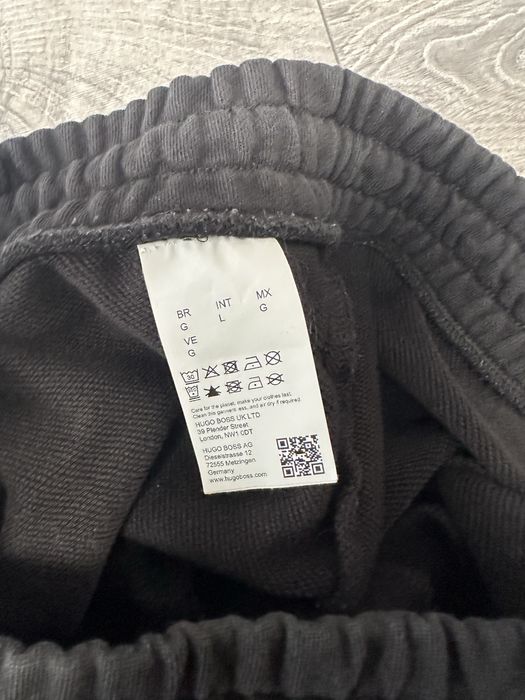 BR INT MX
G L G
VE
G
30
Care for the planet, make your clothes last.
Clean this garment less, and air dry if required.
HUGO BOSS UK LTD
39 Plender Street
London, NW1 0DT
HUGO BOSS AG
Dieselstrasse 12
72555 Metzingen
Germany
www.hugoboss.com